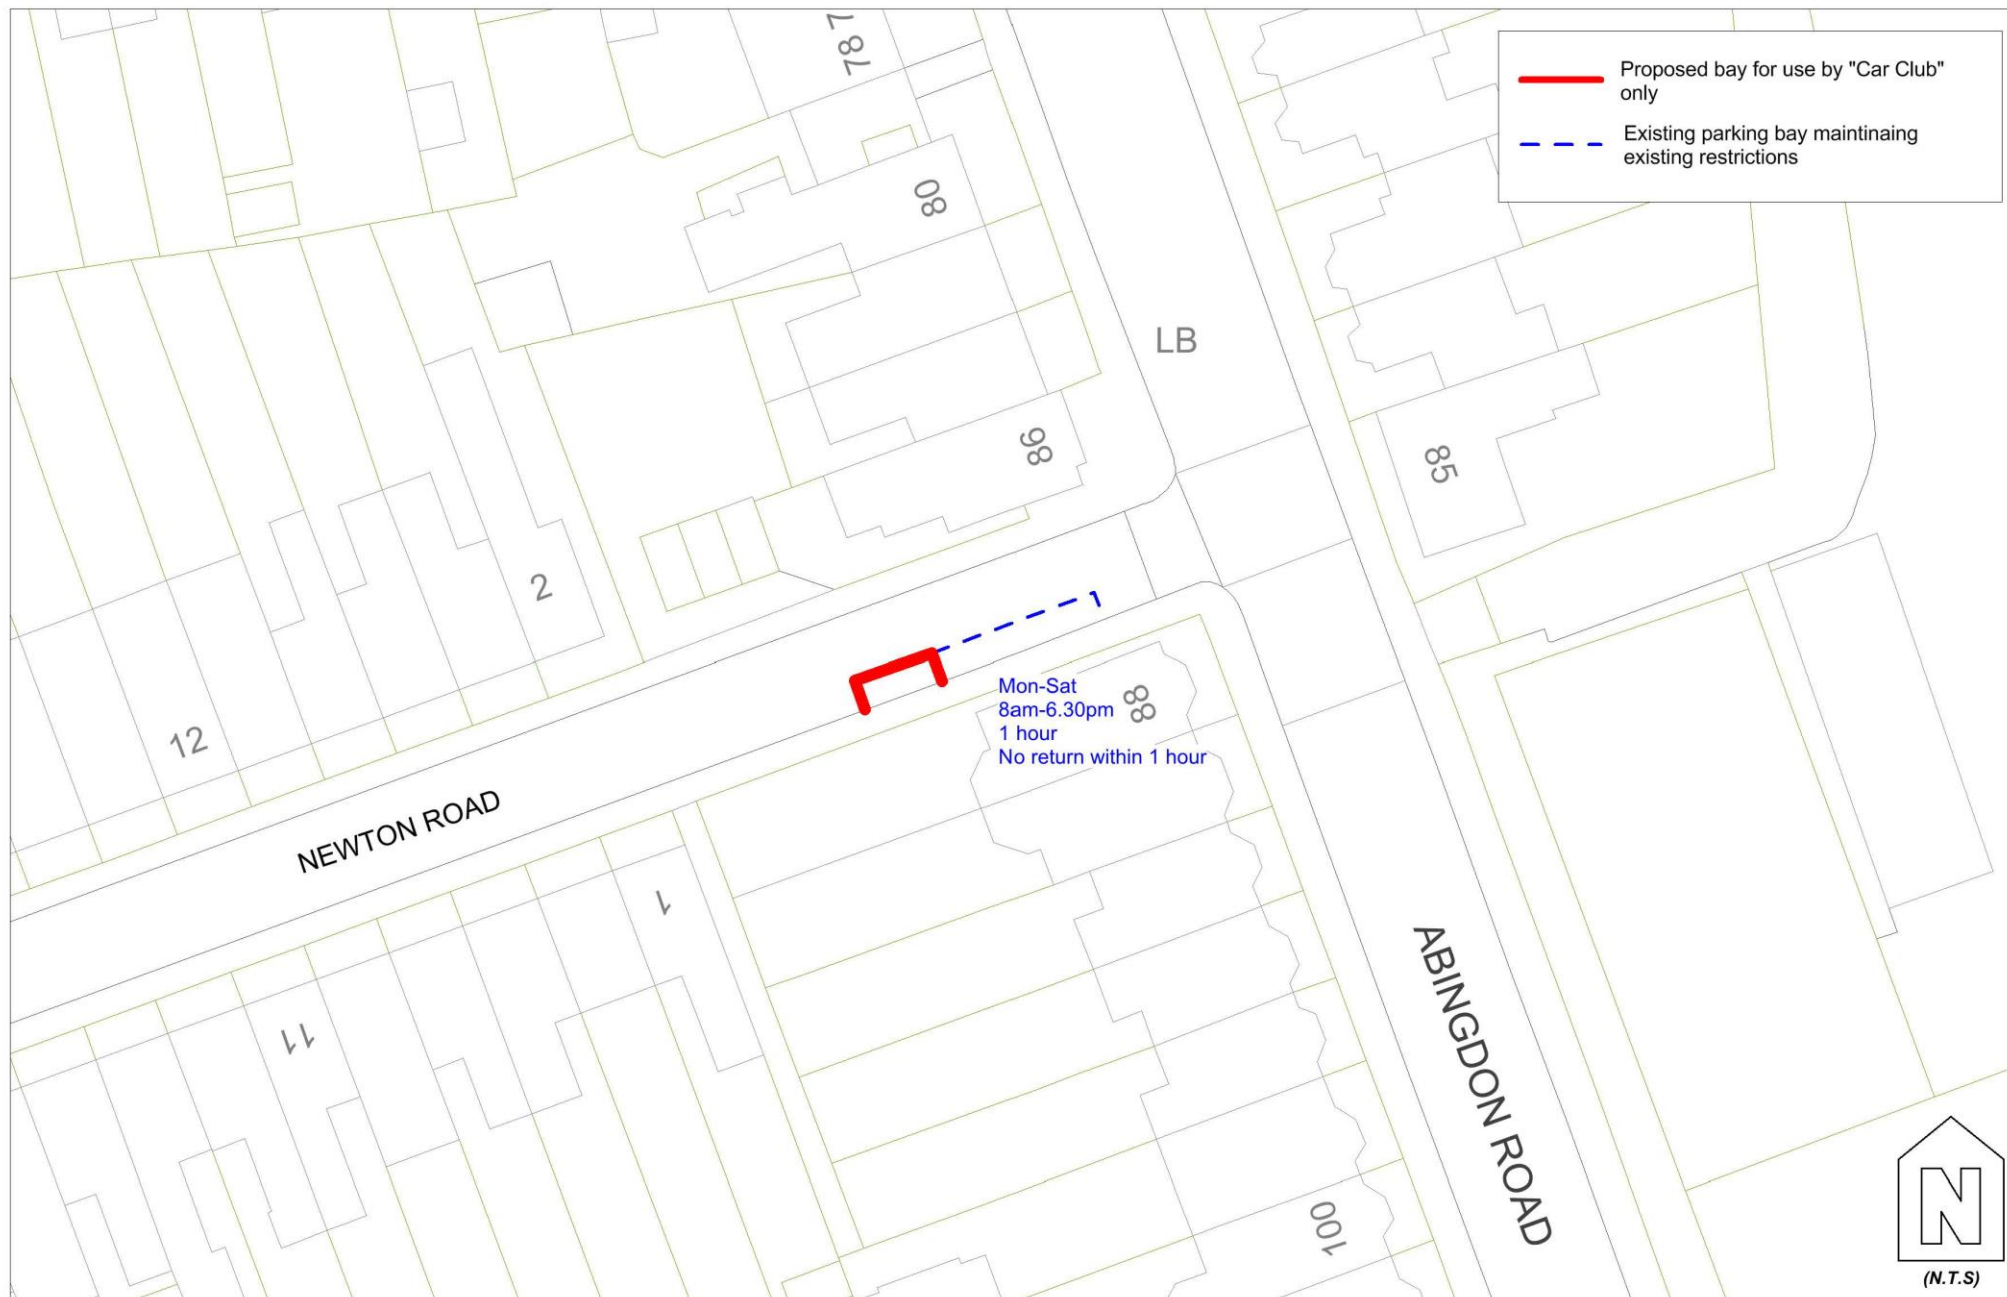 78
80
Proposed bay for use by "Car Club"
only
Existing parking bay maintinaing
existing restrictions
LB
86
85
2
12
Mon-Sat
8am-6.30pm
1 hour
No return within 1 hour
88
NEWTON ROAD
1
11
ABINGDON ROAD
100
N
(N.T.S)